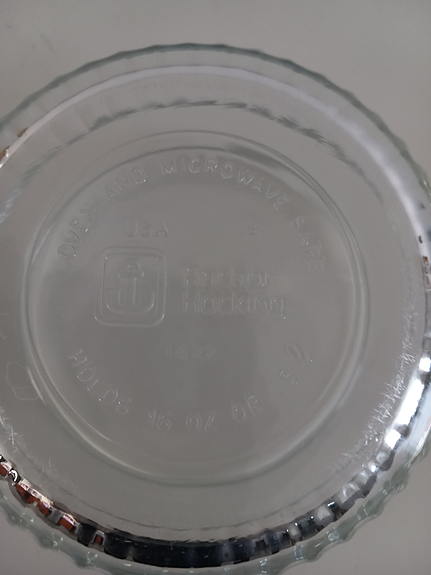 OVEN AND MICROWAVE SAFE
USA
Anchor
Hocking
HOLDS 16 OZ OR